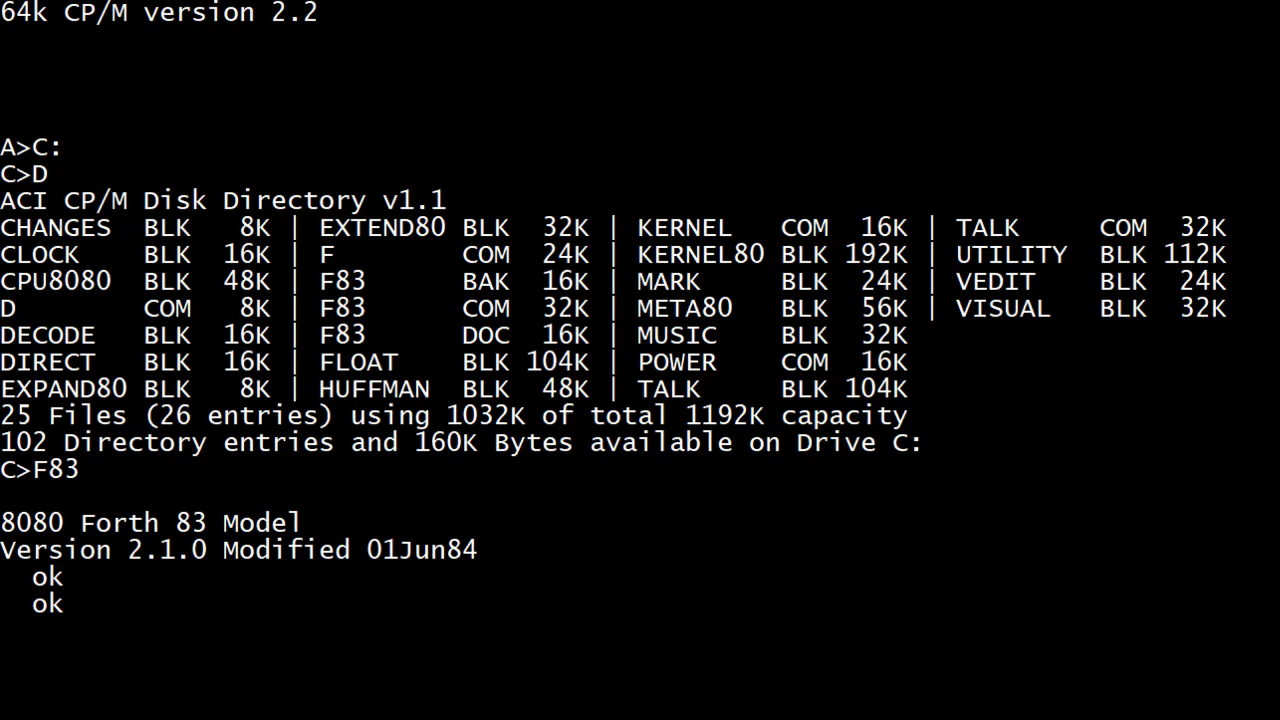 64k CP/M version 2.2
A>C:
C>D
ACI CP/M Disk Directory v1.1
CHANGES  BLK   8K | EXTEND80 BLK  32K | KERNEL   COM  16K | TALK     COM  32K
CLOCK    BLK  16K | F        COM  24K | KERNEL80 BLK 192K | UTILITY  BLK 112K
CPU8080  BLK  48K | F83      BAK  16K | MARK     BLK  24K | VEDIT    BLK  24K
D        COM   8K | F83      COM  32K | META80   BLK  56K | VISUAL   BLK  32K
DECODE   BLK  16K | F83      DOC  16K | MUSIC    BLK  32K
DIRECT   BLK  16K | FLOAT    BLK 104K | POWER    COM  16K
EXPAND80 BLK   8K | HUFFMAN  BLK  48K | TALK     BLK 104K
25 Files (26 entries) using 1032K of total 1192K capacity
102 Directory entries and 160K Bytes available on Drive C:
C>F83
8080 Forth 83 Model
Version 2.1.0 Modified 01Jun84
  ok
  ok